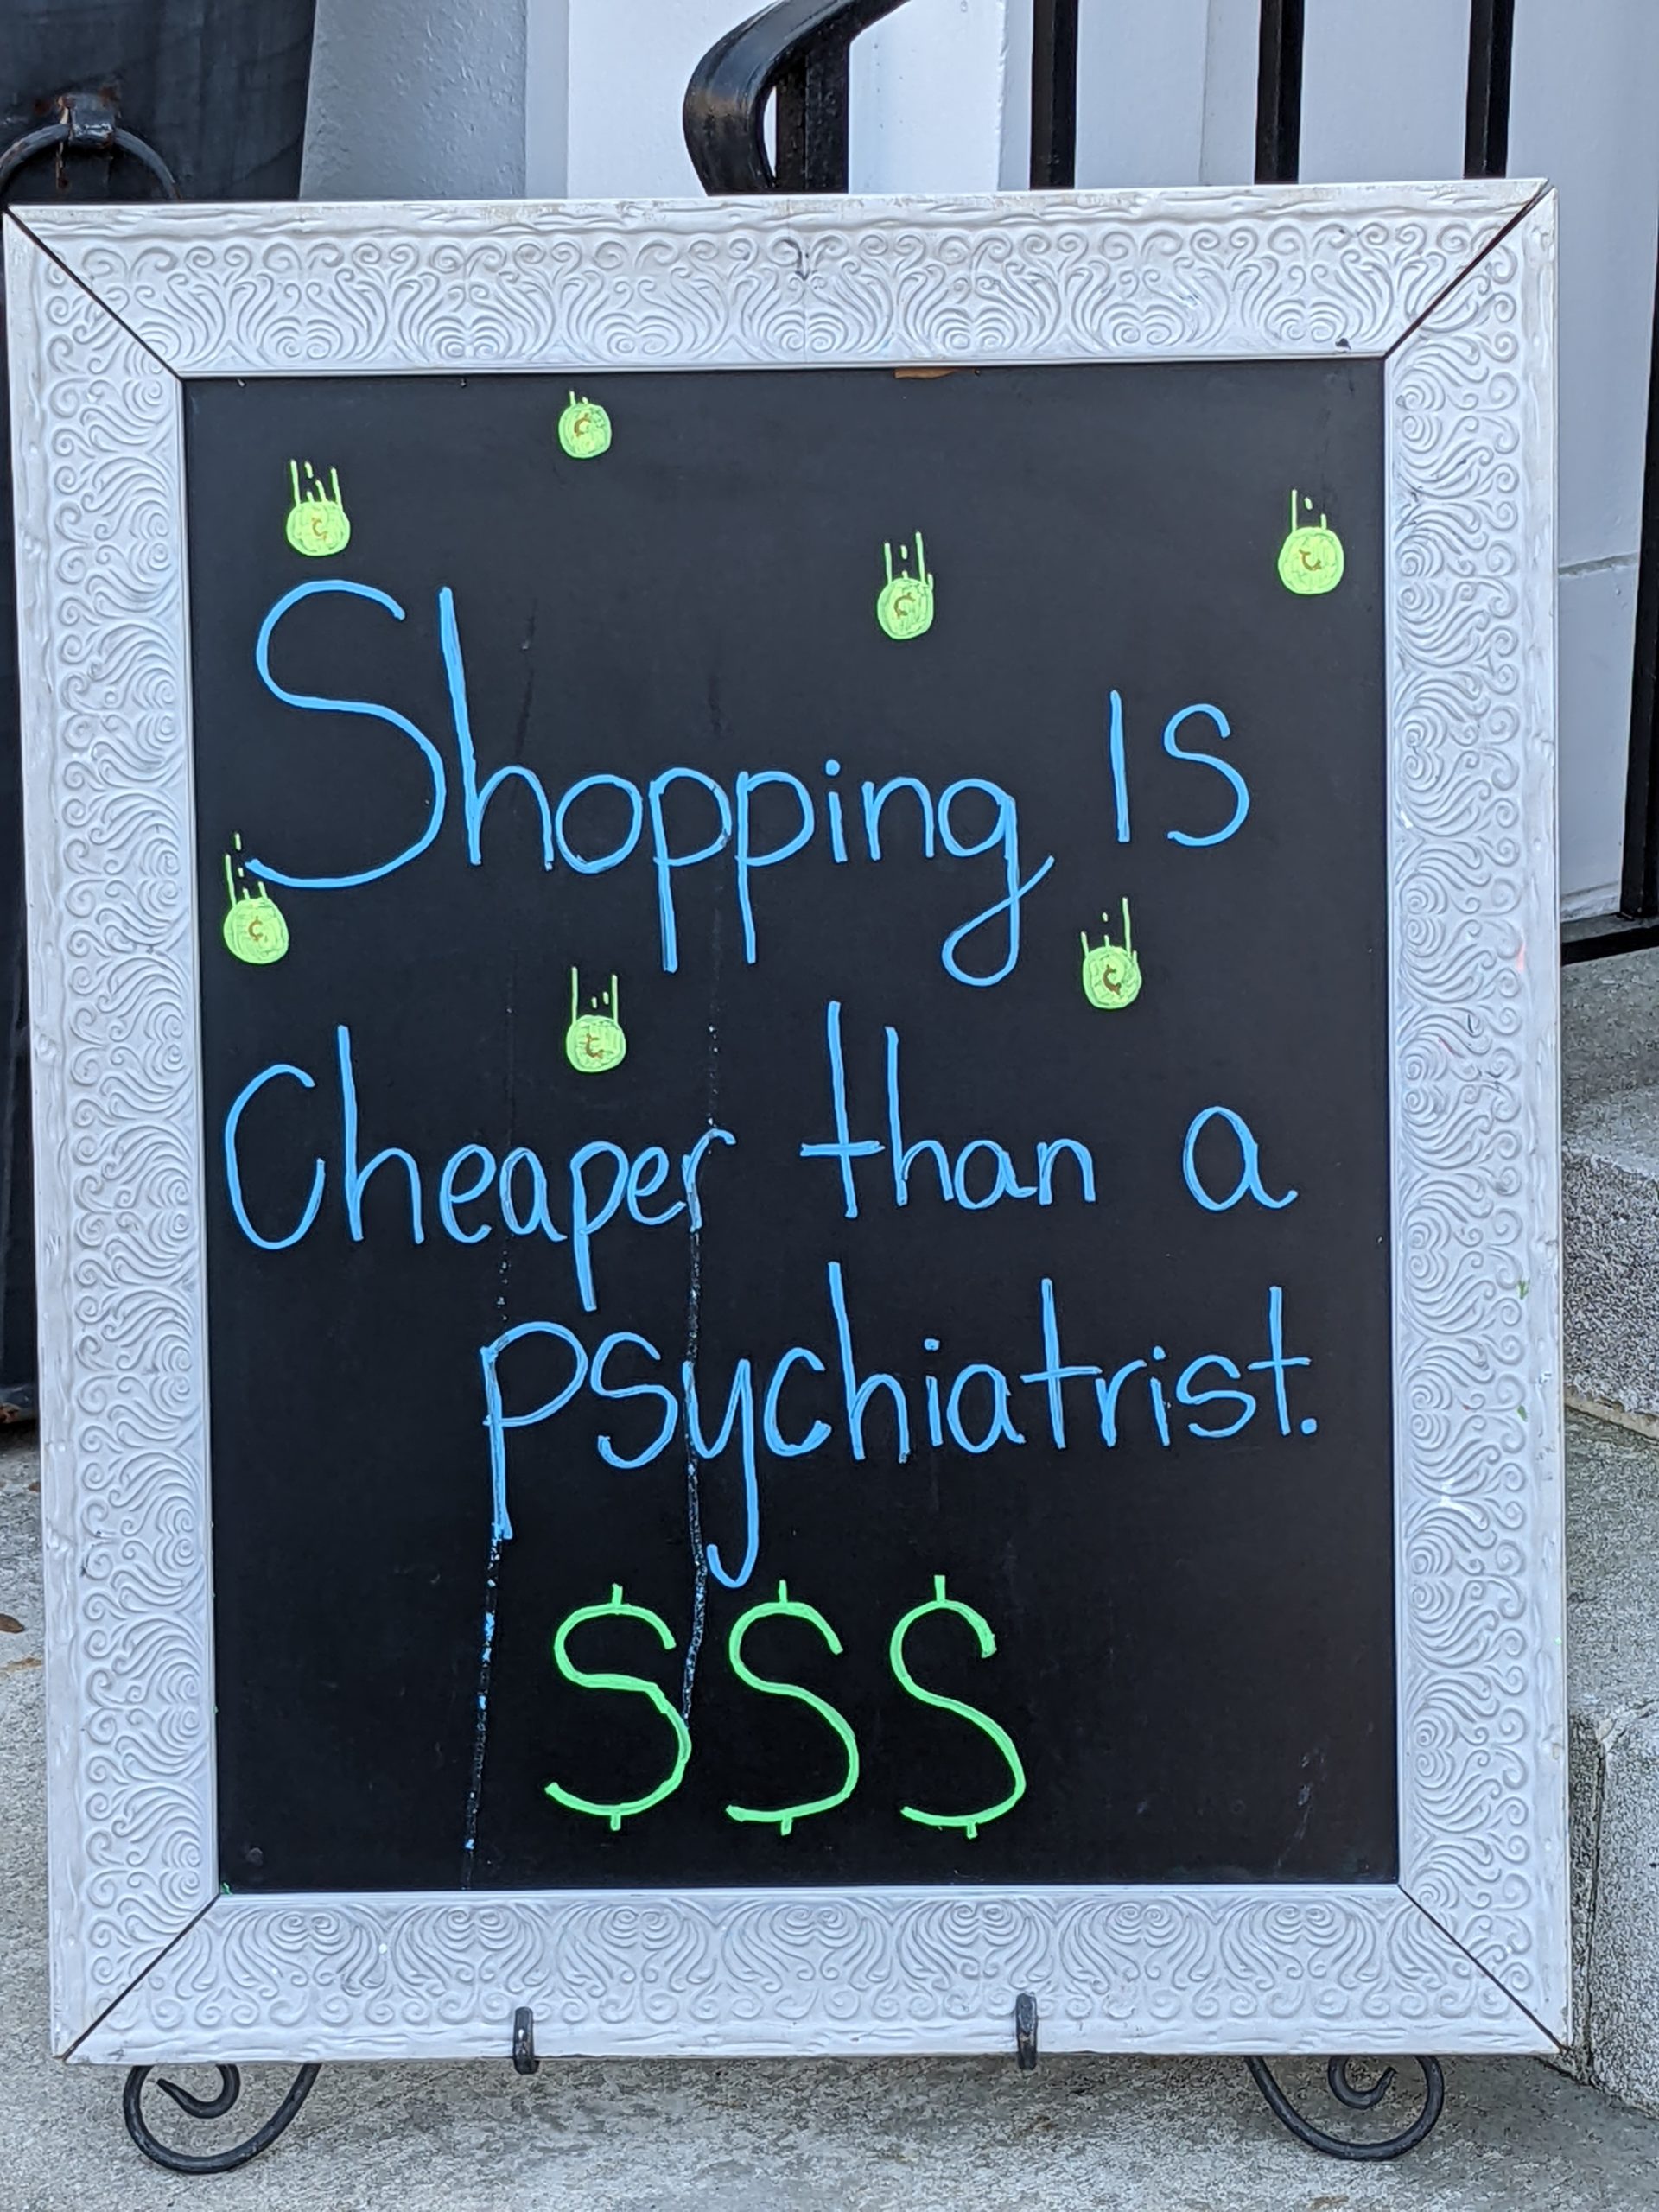 Shopping Is
Cheaper than a
psychiatrist.
$$$